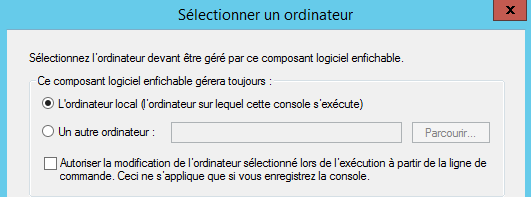 Sélectionner un ordinateur
x
Sélectionnez l'ordinateur devant être géré par ce composant logiciel enfichable.
Ce composant logiciel enfichable gérera toujours :
L'ordinateur local (l'ordinateur sur lequel cette console s'exécute)
Un autre ordinateur :
Parcourir...
Autoriser la modification de l'ordinateur sélectionné lors de l'exécution à partir de la ligne de
commande. Ceci ne s'applique que si vous enregistrez la console.